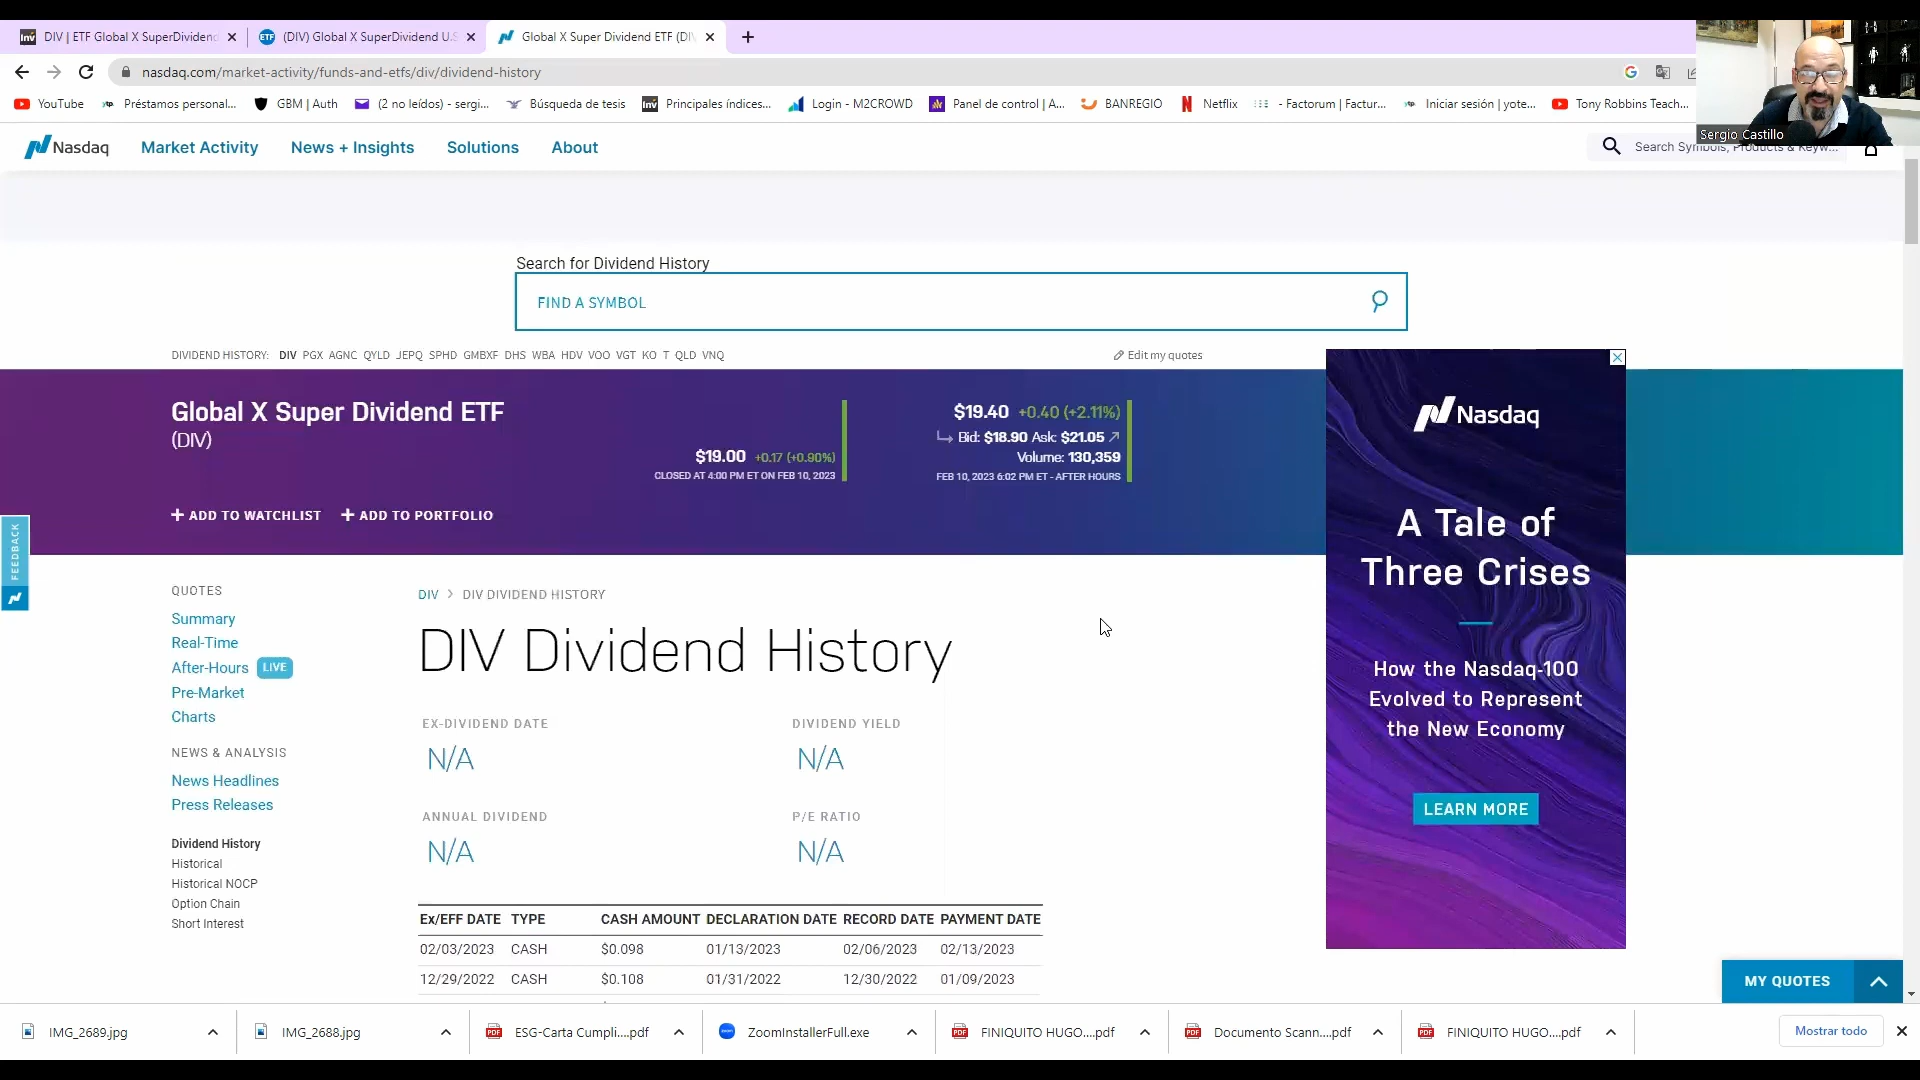 DIV | ETF Global X SuperDividend
(DIV) Global X SuperDividend U.S
Global X Super Dividend ETF (DIV
nasdaq.com/market-activity/funds-and-etfs/div/dividend-history
YouTube
Préstamos personal...
GBM | Auth
(2 no leídos) - sergi...
Búsqueda de tesis
Principales índices...
Login - M2CROWD
Panel de control | A...
BANREGIO
Netflix
- Factorum | Factur...
Iniciar sesión | yote...
Tony Robbins Teach...
Sergio Castillo
Nasdaq
Market Activity
News + Insights
Solutions
About
Search Symbols, Products & Keyw...
Search for Dividend History
FIND A SYMBOL
DIVIDEND HISTORY: DIV PGX AGNC QYLD JEPQ SPHD GMBXF DHS WBA HDV VOO VGT KO T QLD VNQ
Edit my quotes
Global X Super Dividend ETF
(DIV)
$19.00 +0.17 (+0.90%)
CLOSED AT 4:00 PM ET ON FEB 10, 2023
$19.40 +0.40 (+2.11%)
Bid: $18.90 Ask: $21.05
Volume: 130,359
FEB 10, 2023 6:02 PM ET - AFTER HOURS
+ ADD TO WATCHLIST
+ ADD TO PORTFOLIO
FEEDBACK
QUOTES
Summary
Real-Time
After-Hours LIVE
Pre-Market
Charts
NEWS & ANALYSIS
News Headlines
Press Releases
Dividend History
Historical
Historical NOCP
Option Chain
Short Interest
DIV > DIV DIVIDEND HISTORY
DIV Dividend History
EX-DIVIDEND DATE
N/A
DIVIDEND YIELD
N/A
ANNUAL DIVIDEND
N/A
P/E RATIO
N/A
Ex/EFF DATE TYPE CASH AMOUNT DECLARATION DATE RECORD DATE PAYMENT DATE
02/03/2023 CASH $0.098 01/13/2023 02/06/2023 02/13/2023
12/29/2022 CASH $0.108 01/31/2022 12/30/2022 01/09/2023
Nasdaq
A Tale of
Three Crises
How the Nasdaq-100
Evolved to Represent
the New Economy
LEARN MORE
MY QUOTES
IMG_2689.jpg
IMG_2688.jpg
ESG-Carta Cumpli....pdf
ZoomInstallerFull.exe
FINIQUITO HUGO....pdf
Documento Scann....pdf
FINIQUITO HUGO....pdf
Mostrar todo